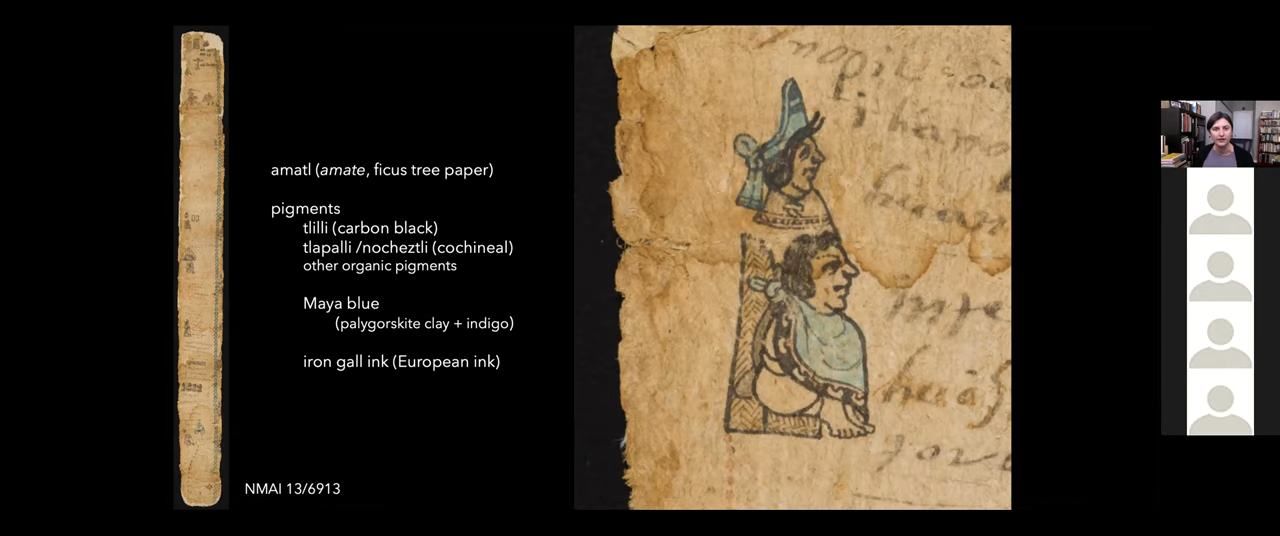 amatl (amate, ficus tree paper)
pigments
tlilli (carbon black)
tlapalli /nocheztli (cochineal)
other organic pigments
Maya blue
(palygorskite clay + indigo)
iron gall ink (European ink)
NMAI 13/6913